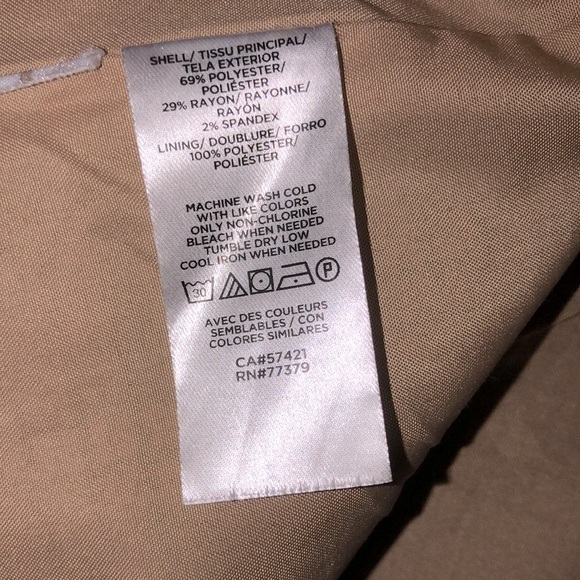 SHELL/ TISSU PRINCIPAL/
TELA EXTERIOR
69% POLYESTER/
POLIÉSTER
29% RAYON/ RAYONNE/
RAYÓN
2% SPANDEX
LINING/ DOUBLURE/ FORRO
100% POLYESTER/
POLIÉSTER
MACHINE WASH COLD
WITH LIKE COLORS
ONLY NON-CHLORINE
BLEACH WHEN NEEDED
TUMBLE DRY LOW
COOL IRON WHEN NEEDED
30 P
AVEC DES COULEURS
SEMBLABLES / CON
COLORES SIMILARES
CA#57421
RN#77379